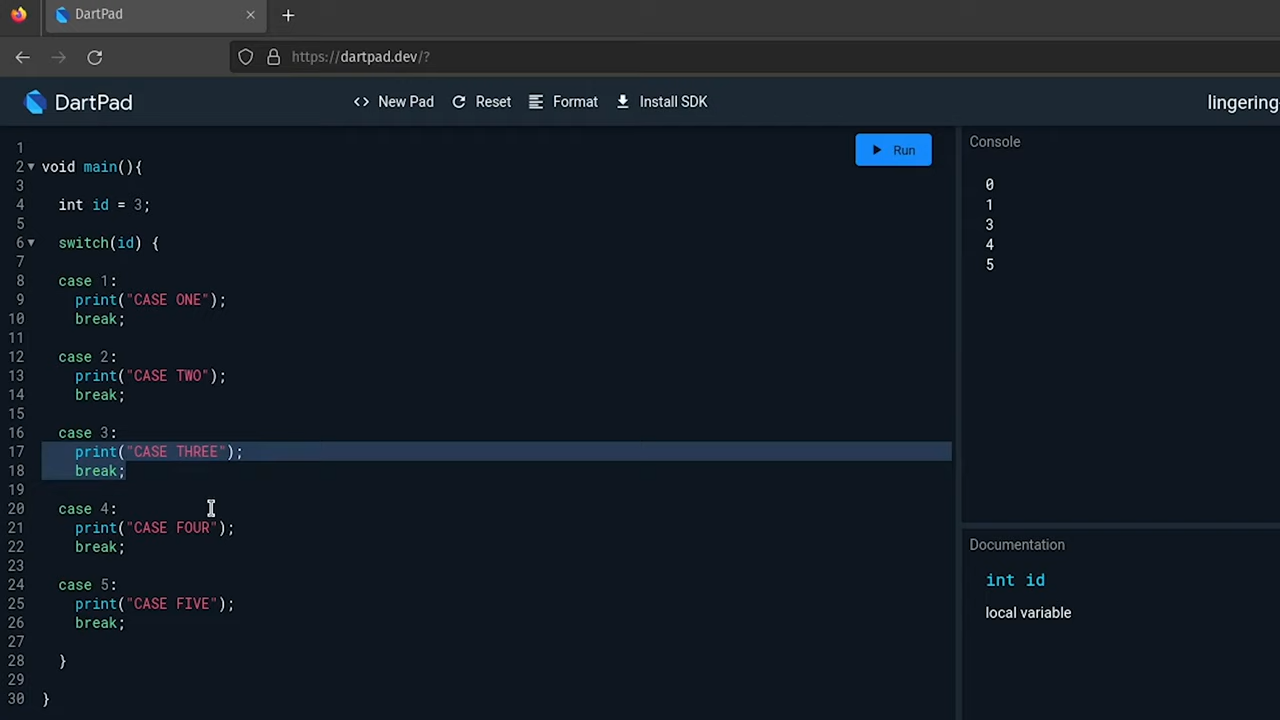 DartPad
https://dartpad.dev/?
DartPad
New Pad
Reset
Format
Install SDK
lingering
1
2 void main(){
3
4 int id = 3;
5
6 switch(id) {
7
8 case 1:
9 print("CASE ONE");
10 break;
11
12 case 2:
13 print("CASE TWO");
14 break;
15
16 case 3:
17 print("CASE THREE");
18 break;
19
20 case 4:
21 print("CASE FOUR");
22 break;
23
24 case 5:
25 print("CASE FIVE");
26 break;
27
28 }
29
30 }
Run
Console
0
1
3
4
5
Documentation
int id
local variable